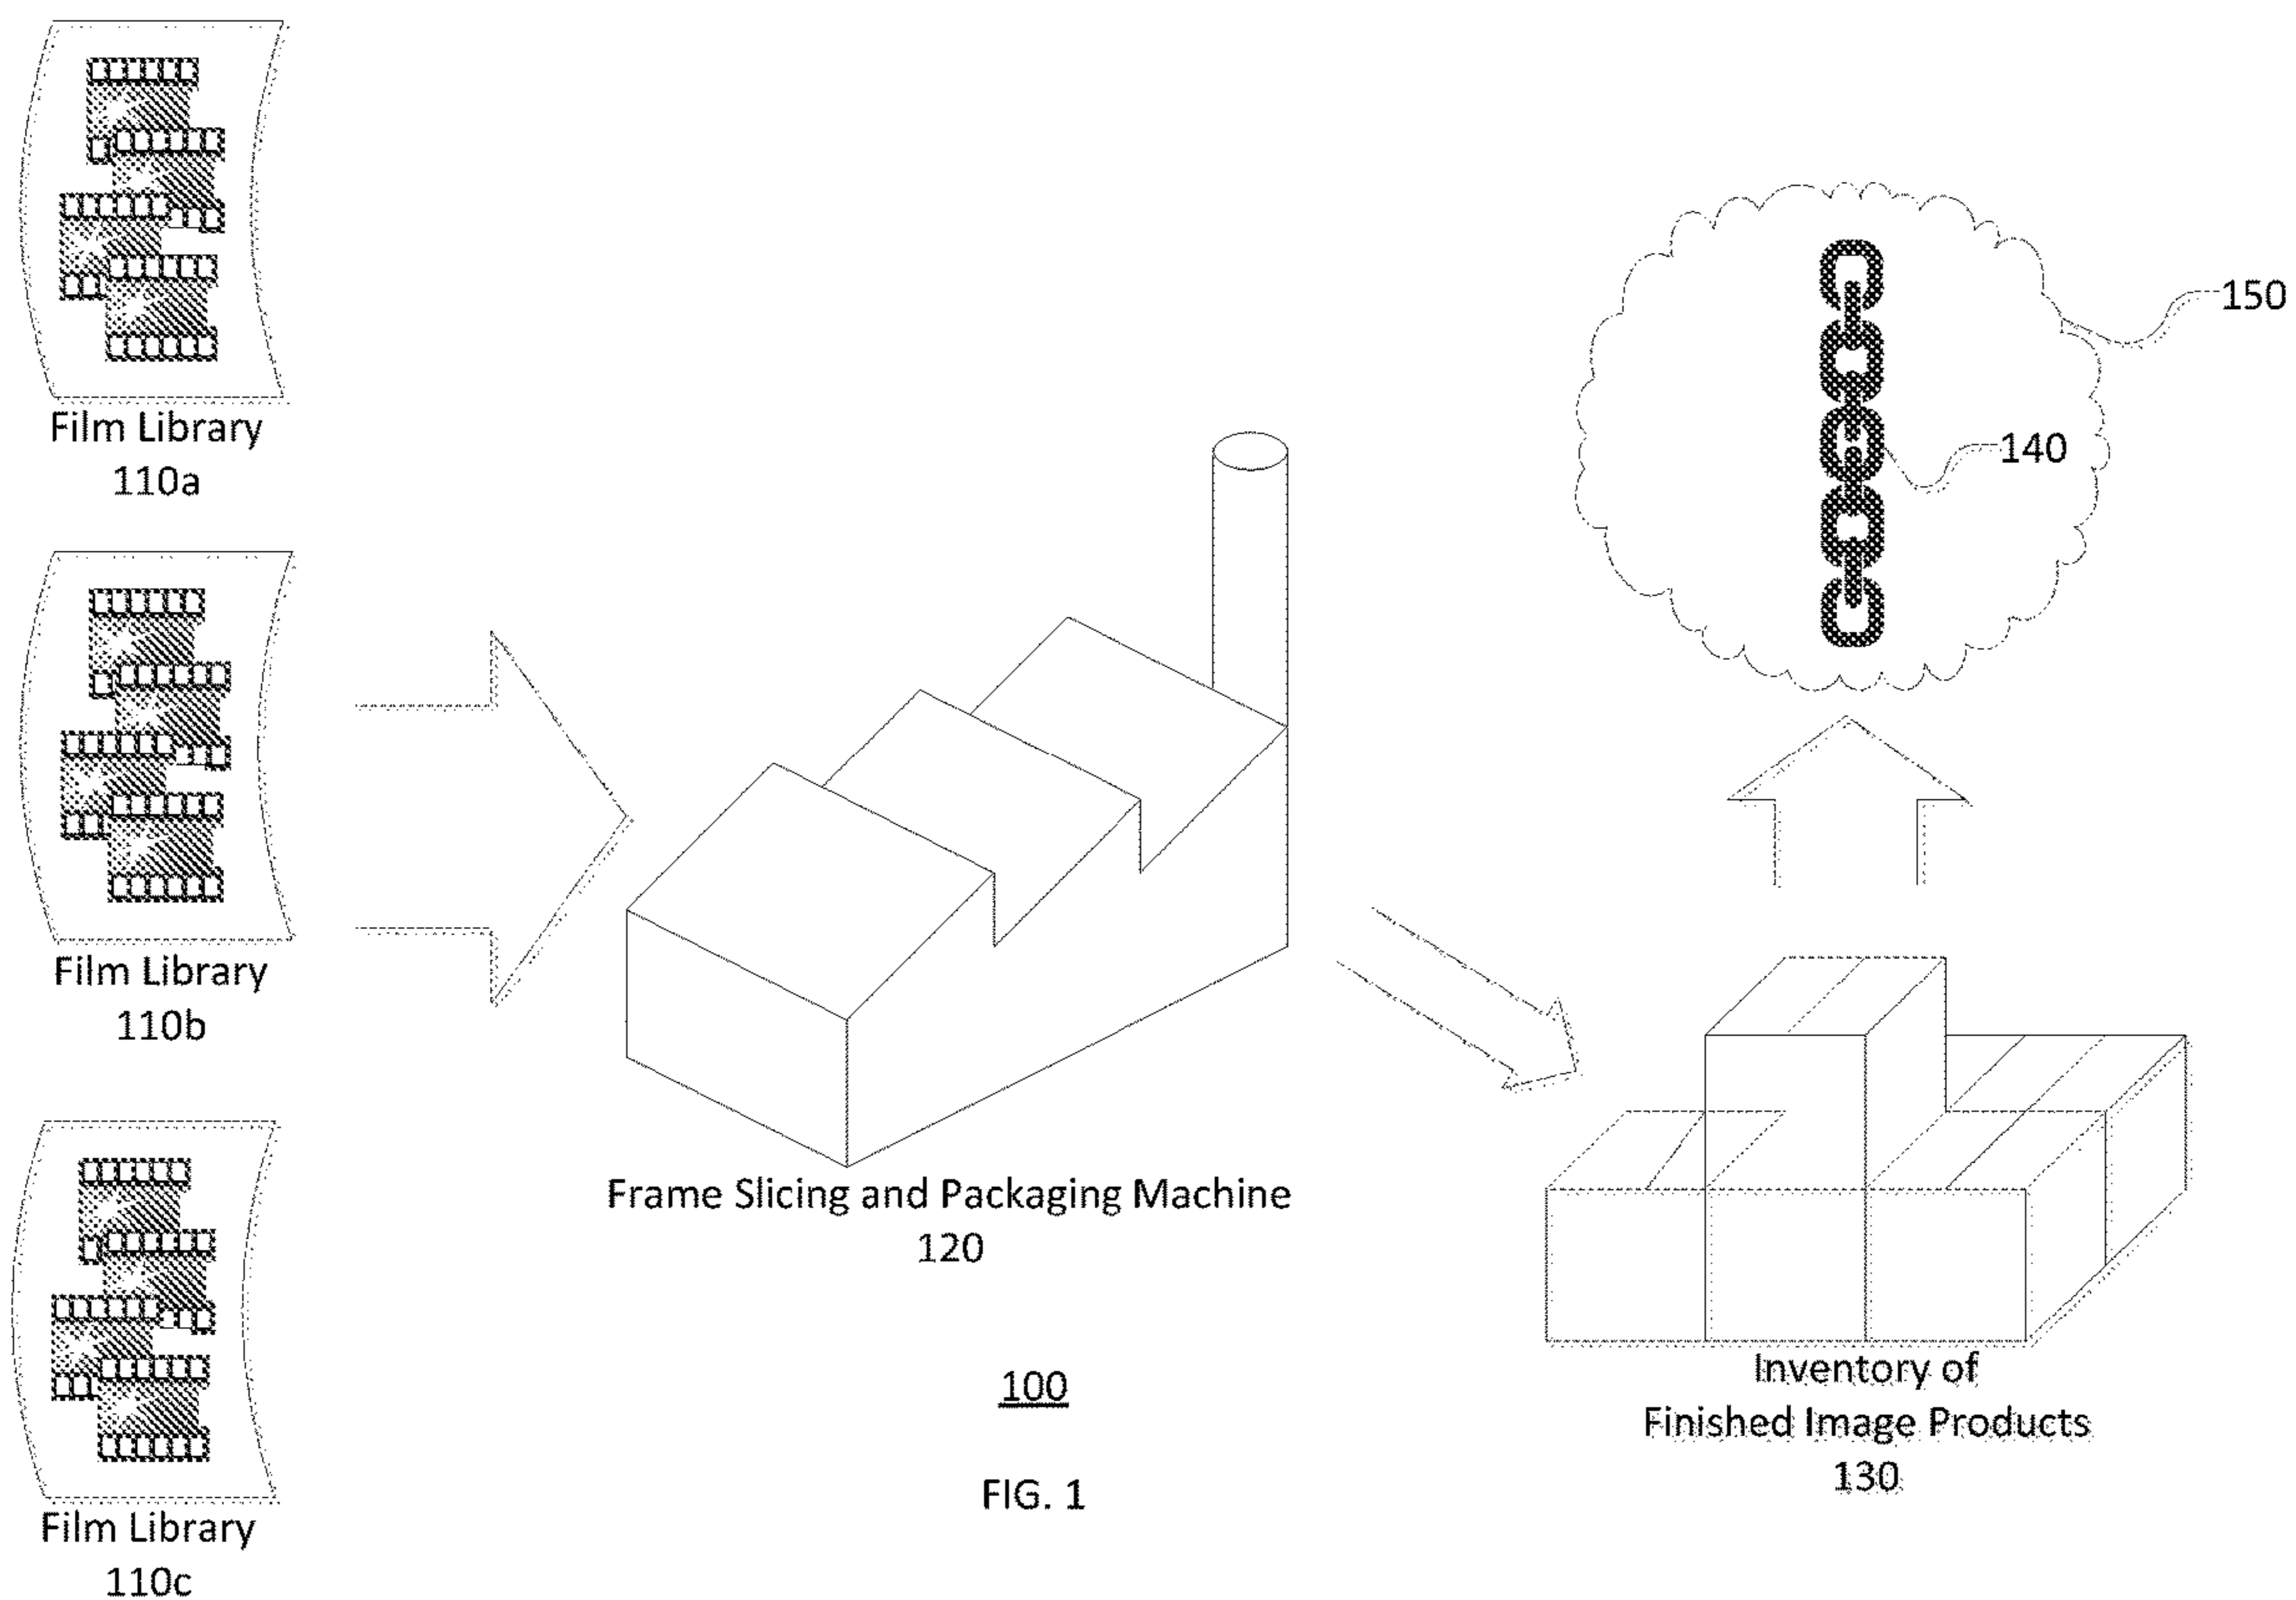 Film Library
110a
Film Library
110b
Film Library
110c
Frame Slicing and Packaging Machine
120
100
FIG. 1
150
140
Inventory of
Finished Image Products
130